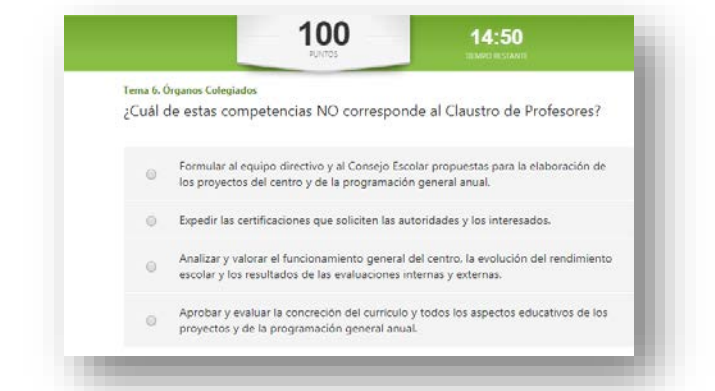 100
PUNTOS
14:50
TIEMPO RESTANTE
Tema 6. Órganos Colegiados
¿Cuál de estas competencias NO corresponde al Claustro de Profesores?
Formular al equipo directivo y al Consejo Escolar propuestas para la elaboración de
los proyectos del centro y de la programación general anual.
Expedir las certificaciones que soliciten las autoridades y los interesados.
Analizar y valorar el funcionamiento general del centro, la evolución del rendimiento
escolar y los resultados de las evaluaciones internas y externas.
Aprobar y evaluar la concreción del currículo y todos los aspectos educativos de los
proyectos y de la programación general anual.